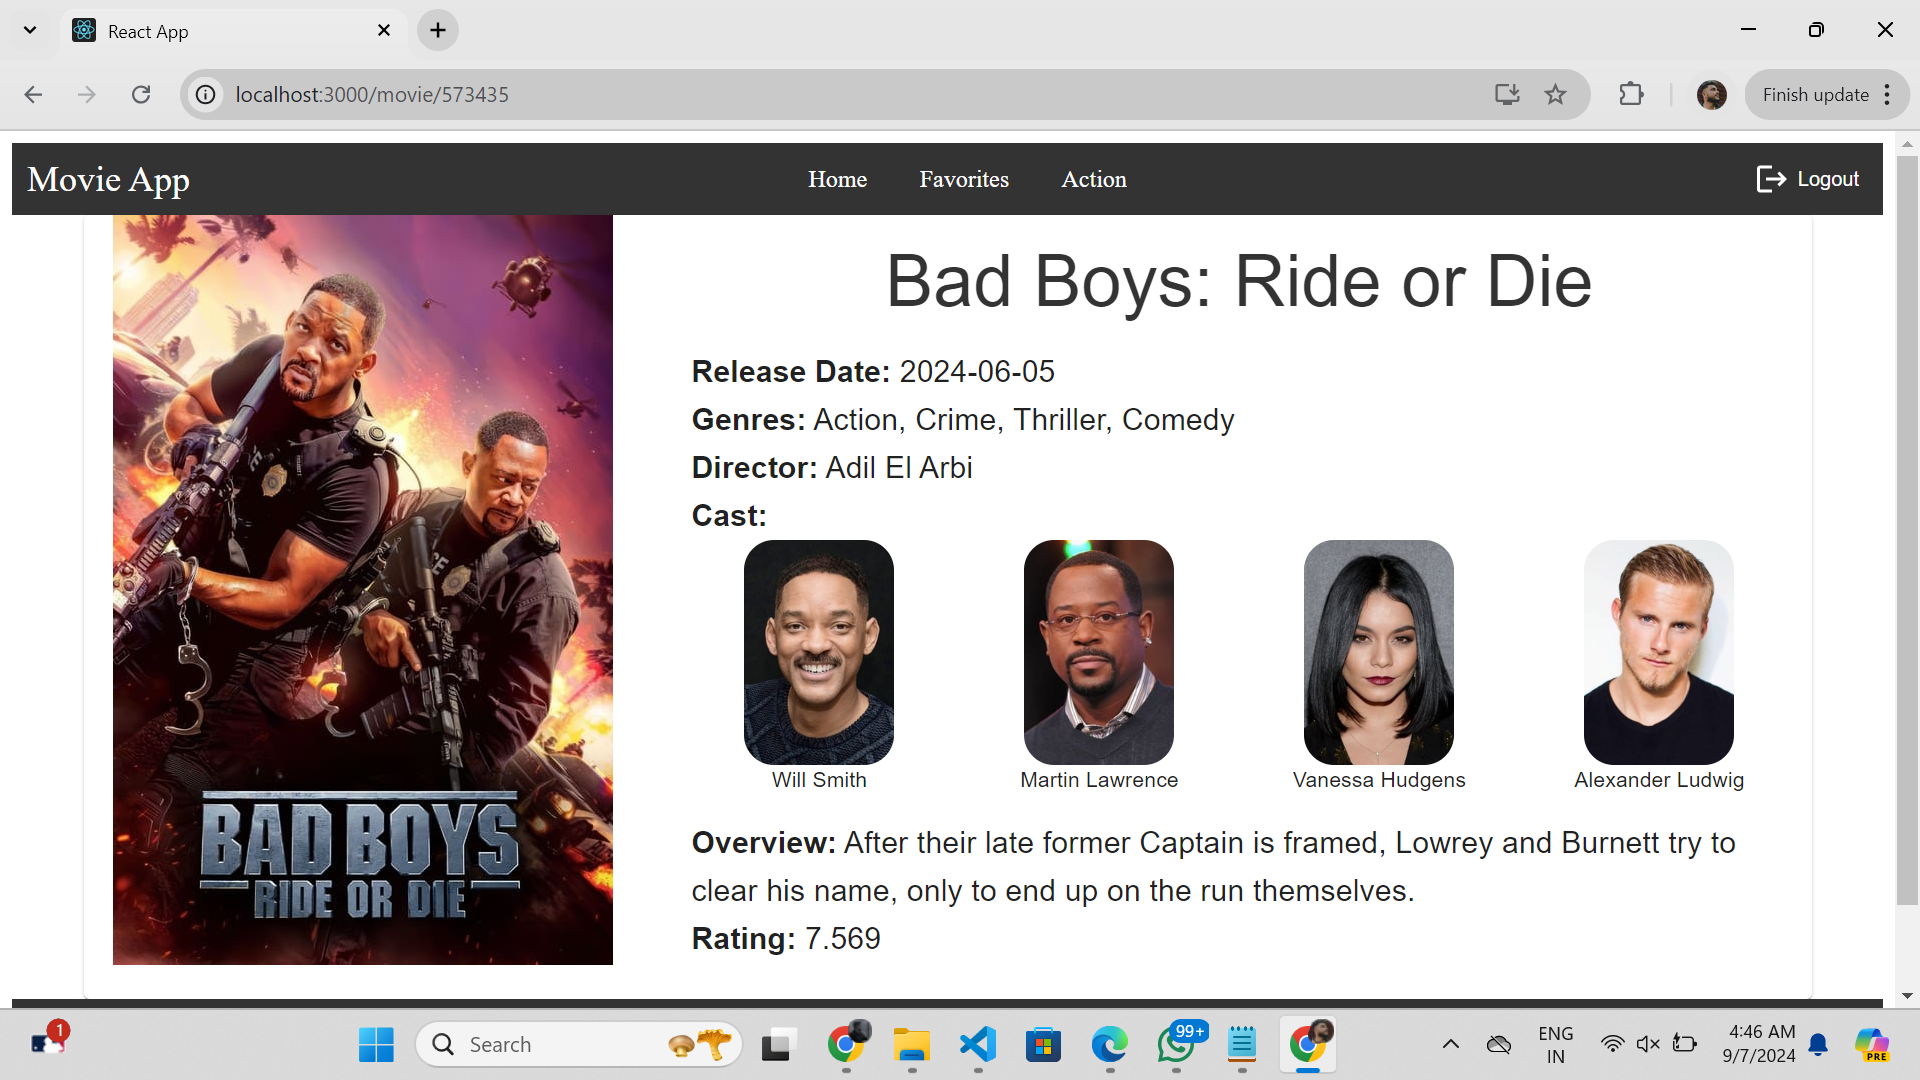 React App
localhost:3000/movie/573435
Finish update
Movie App
Home Favorites Action
Logout
Bad Boys: Ride or Die
Release Date: 2024-06-05
Genres: Action, Crime, Thriller, Comedy
Director: Adil El Arbi
Cast:
Will Smith Martin Lawrence Vanessa Hudgens Alexander Ludwig
Overview: After their late former Captain is framed, Lowrey and Burnett try to
clear his name, only to end up on the run themselves.
Rating: 7.569
BAD BOYS
RIDE OR DIE
1
Search
99+
ENG
IN
4:46 AM
9/7/2024
PRE